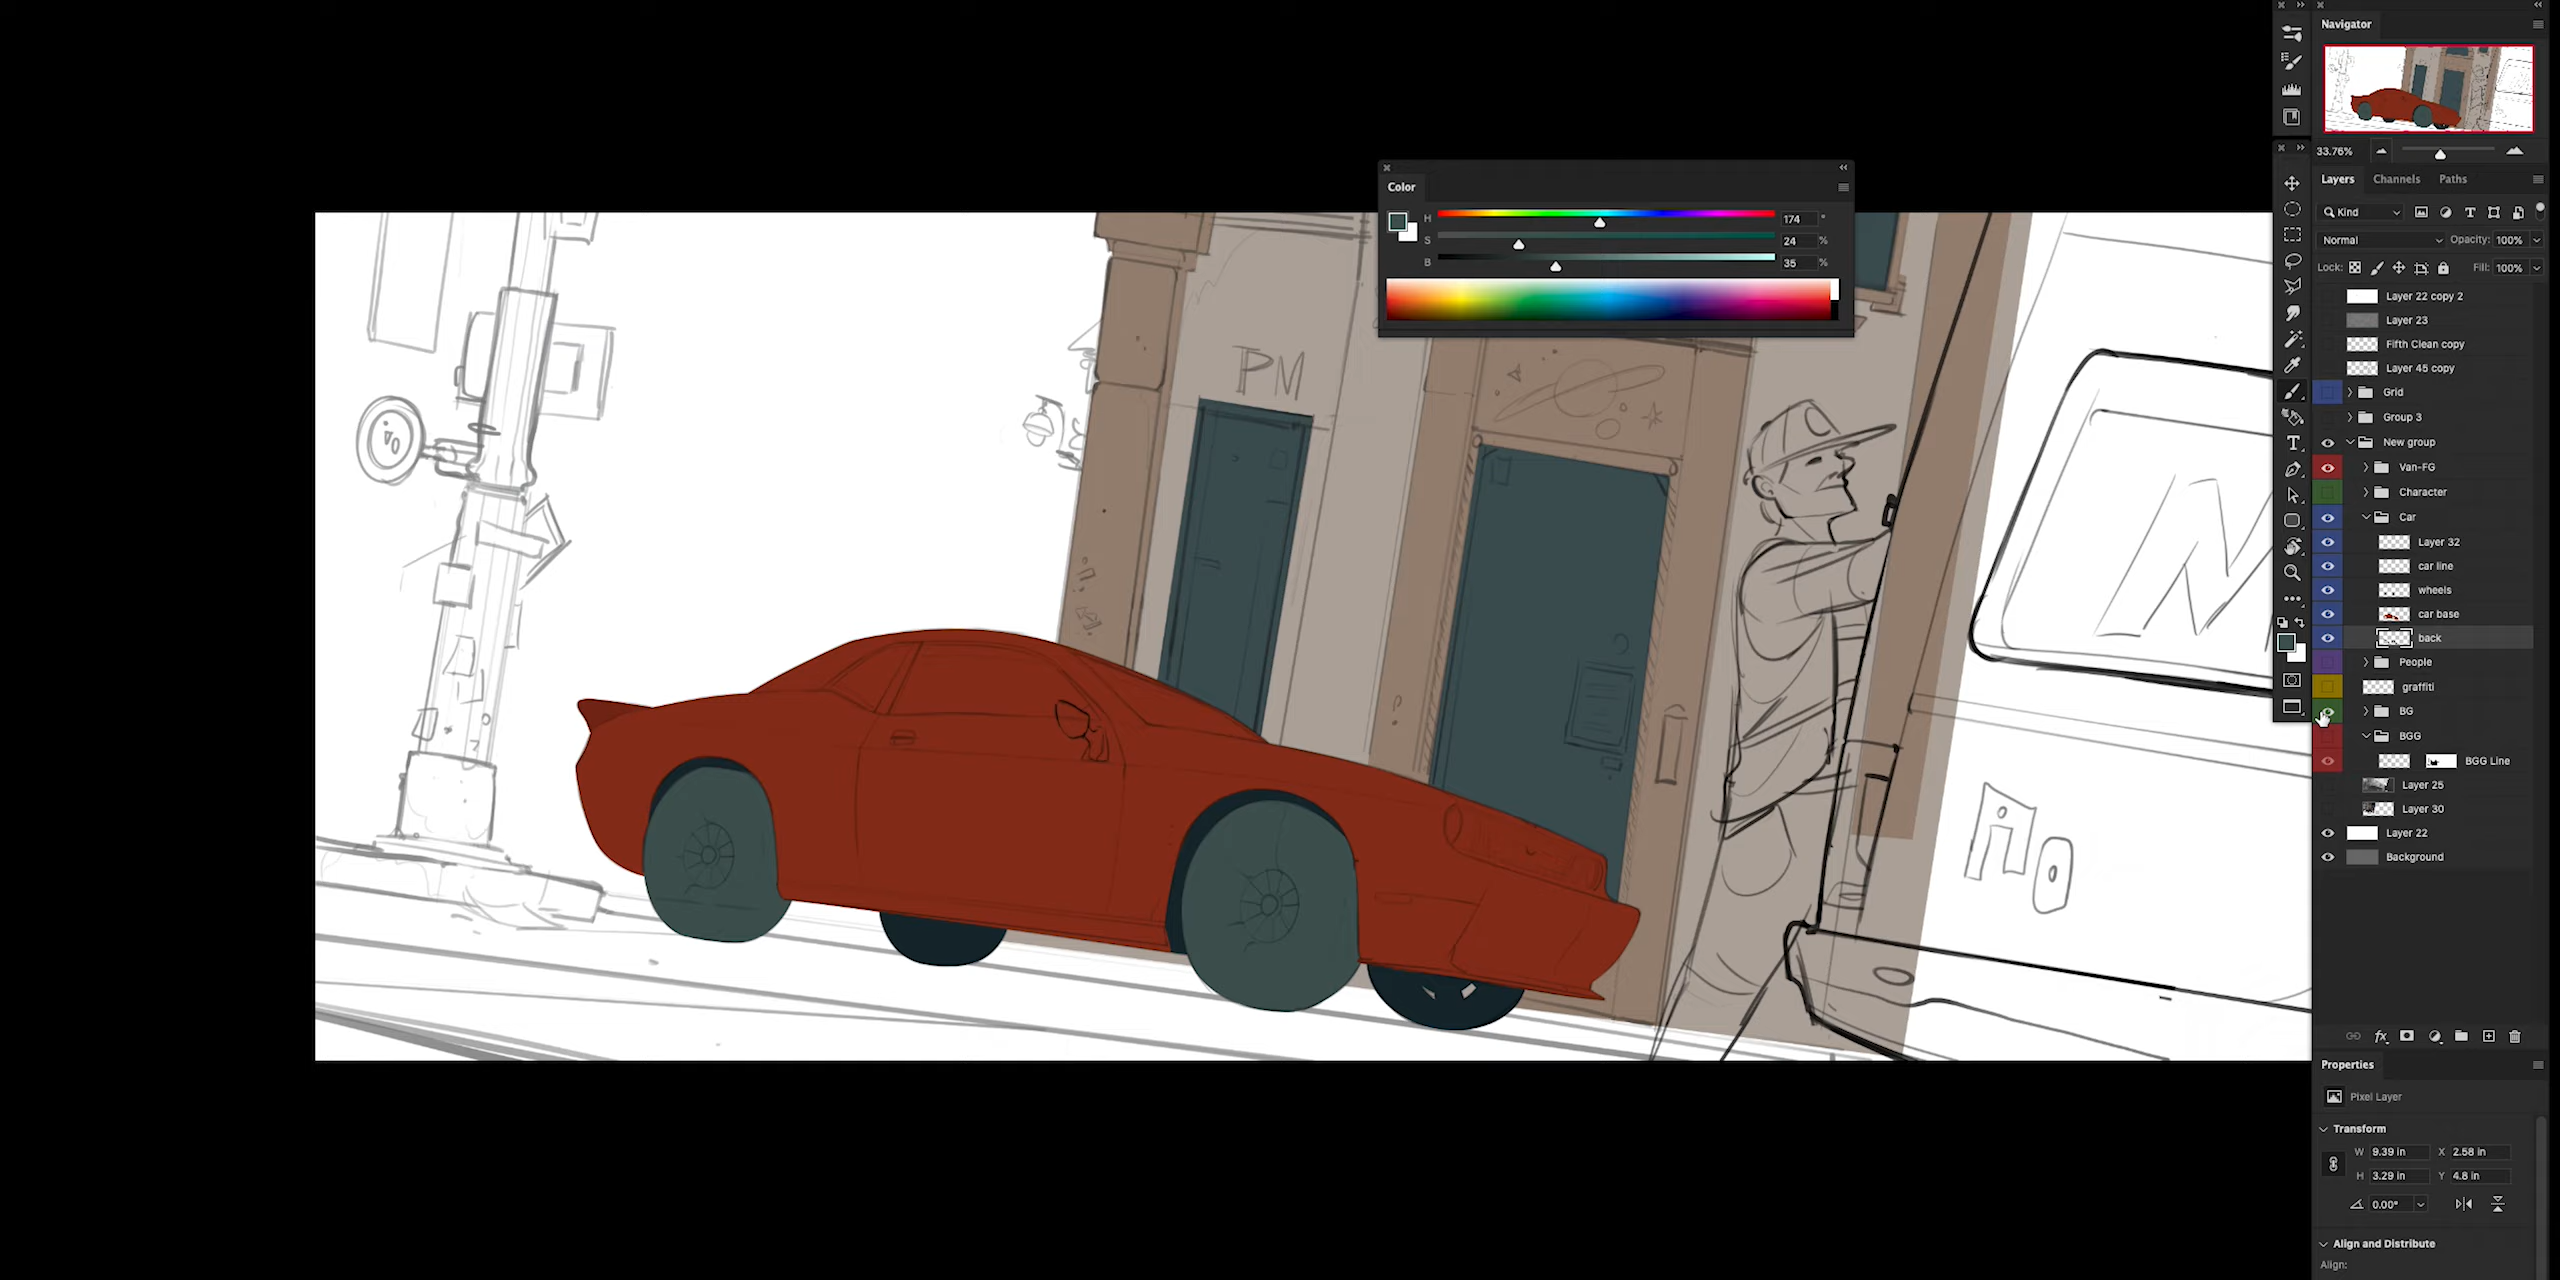 Navigator
33.76%
Layers Channels Paths
Kind
Normal Opacity: 100%
Lock: Fill: 100%
Layer 22 copy 2
Layer 23
Fifth Clean copy
Layer 45 copy
Grid
Group 3
New group
Van-FG
Character
Car
Layer 32
car line
wheels
car base
back
People
graffiti
BG
BGG
BGG Line
Layer 25
Layer 30
Layer 22
Background
Properties
Pixel Layer
Transform
W 9.39 in X 2.58 in
H 3.29 in Y 4.8 in
0.00°
Align and Distribute
Align:
Color
H 174 °
S 24 %
B 35 %
PM